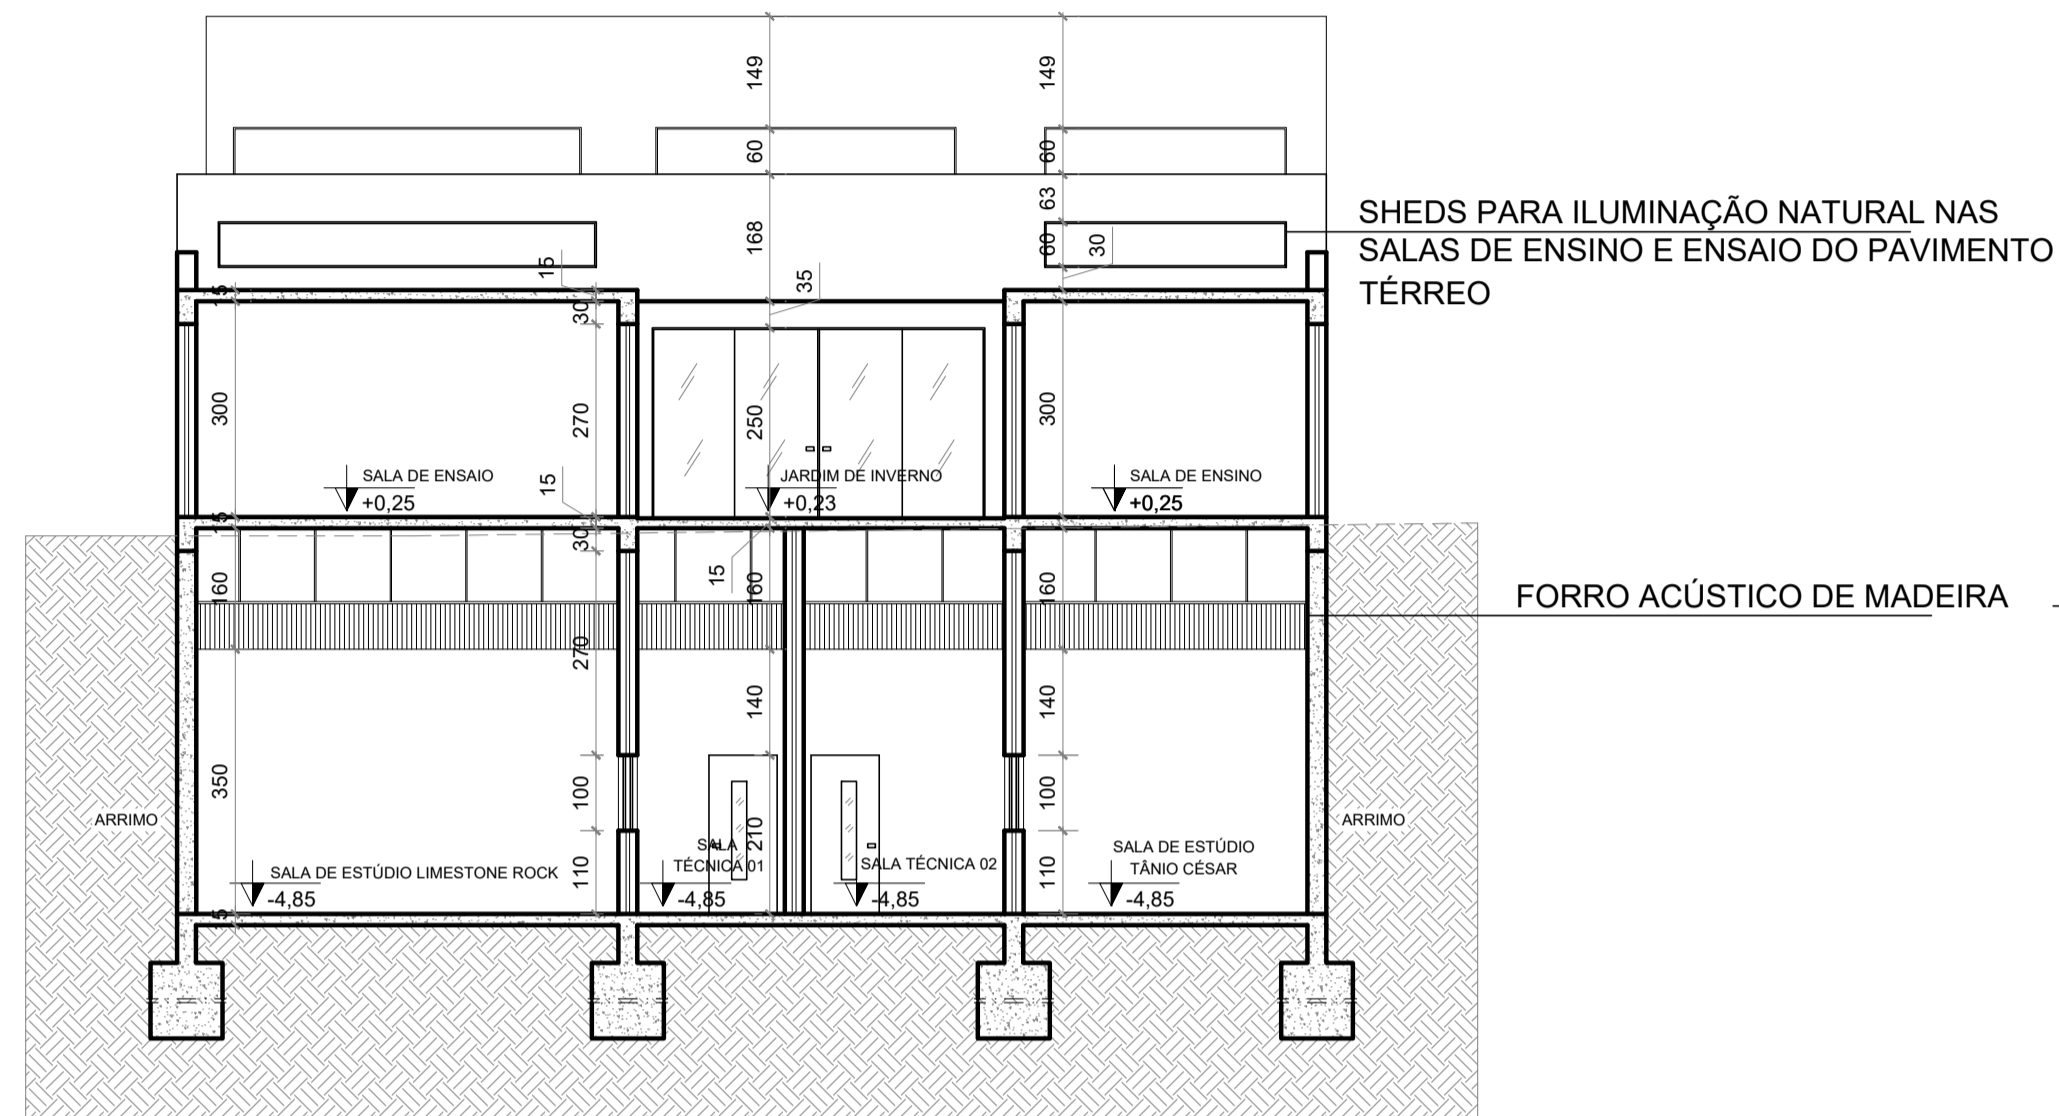 149
149
60
60
63
168
60
30
15
35
15
30
SHEDS PARA ILUMINAÇÃO NATURAL NAS
SALAS DE ENSINO E ENSAIO DO PAVIMENTO
TÉRREO
300
270
250
300
SALA DE ENSAIO
+0,25
15
JARDIM DE INVERNO
+0,23
SALA DE ENSINO
+0,25
15
30
15
160
160
160
FORRO ACÚSTICO DE MADEIRA
270
140
140
350
100
100
ARRIMO
ARRIMO
210
110
110
SALA DE ESTÚDIO LIMESTONE ROCK
-4,85
SALA
TÉCNICA 01
-4,85
SALA TÉCNICA 02
-4,85
SALA DE ESTÚDIO
TÂNIO CÉSAR
-4,85
15